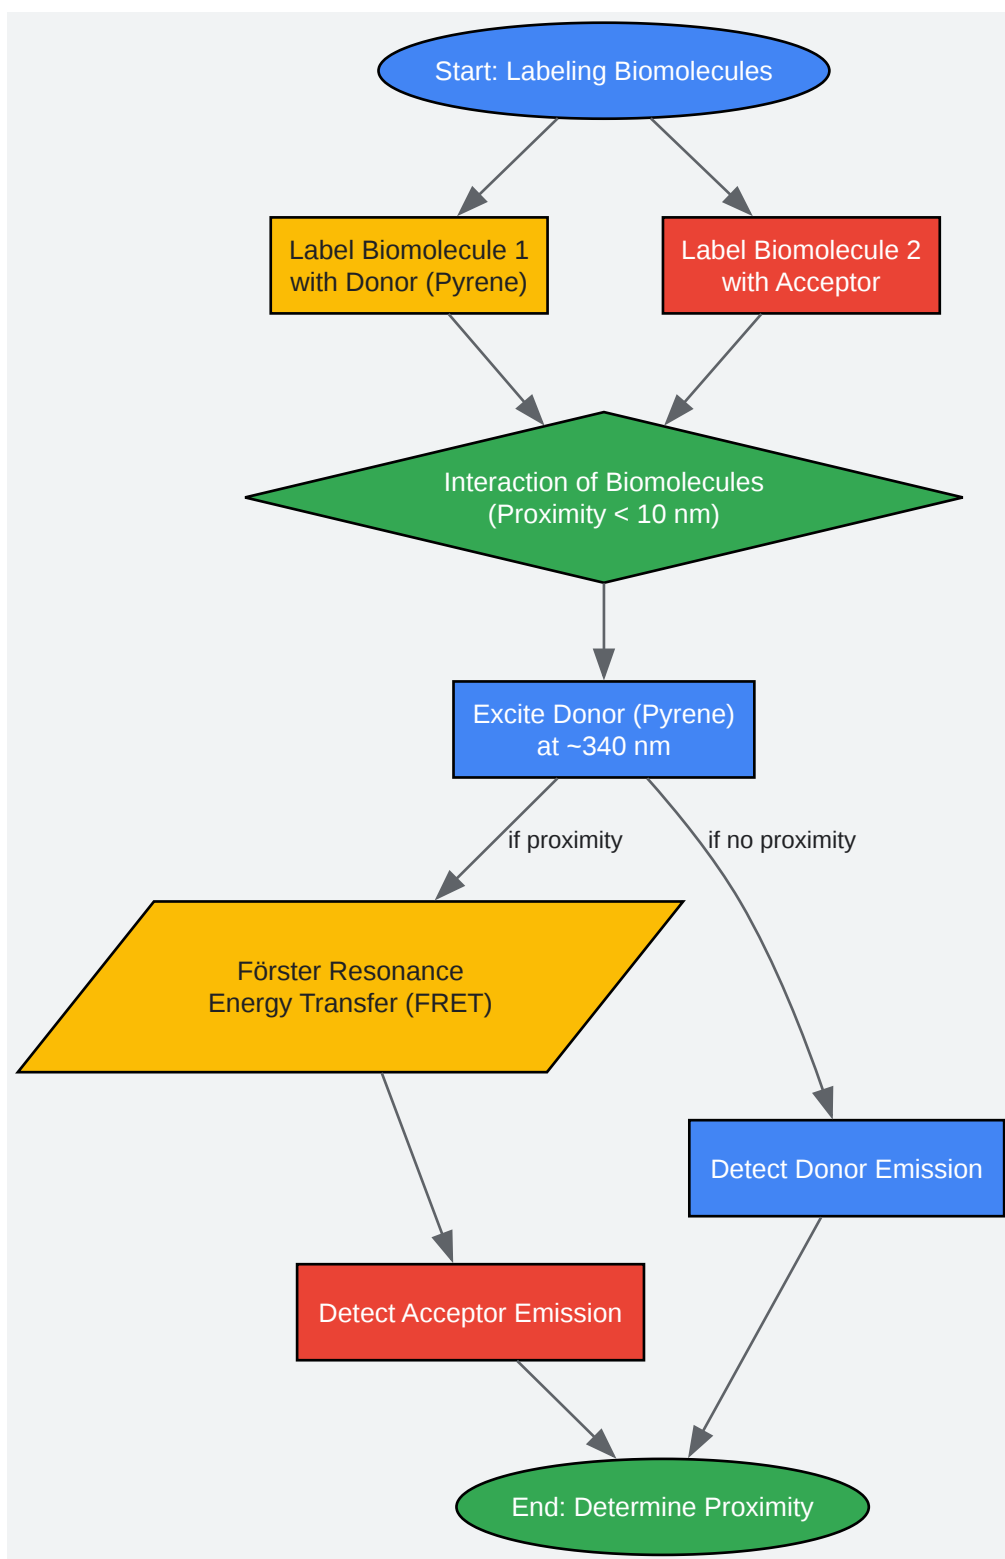 Start: Labeling Biomolecules
Label Biomolecule 1
with Donor (Pyrene)
Label Biomolecule 2
with Acceptor
Interaction of Biomolecules
(Proximity < 10 nm)
Excite Donor (Pyrene)
at ~340 nm
if proximity
if no proximity
Förster Resonance
Energy Transfer (FRET)
Detect Donor Emission
Detect Acceptor Emission
End: Determine Proximity